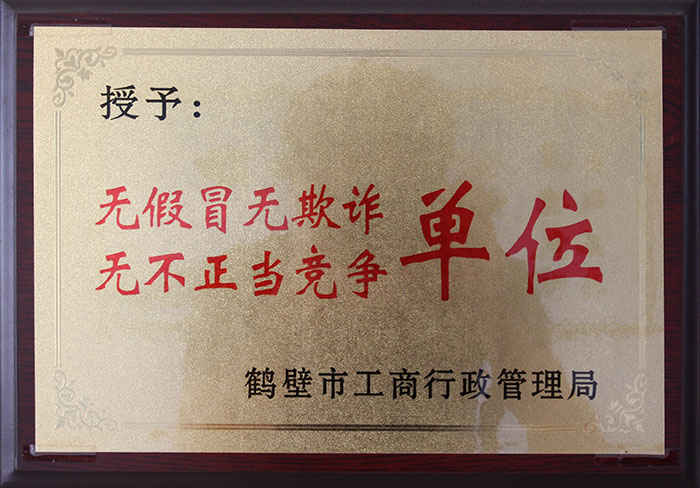 授予：
无假冒无欺诈
无不正当竞争
单位
鹤壁市工商行政管理局